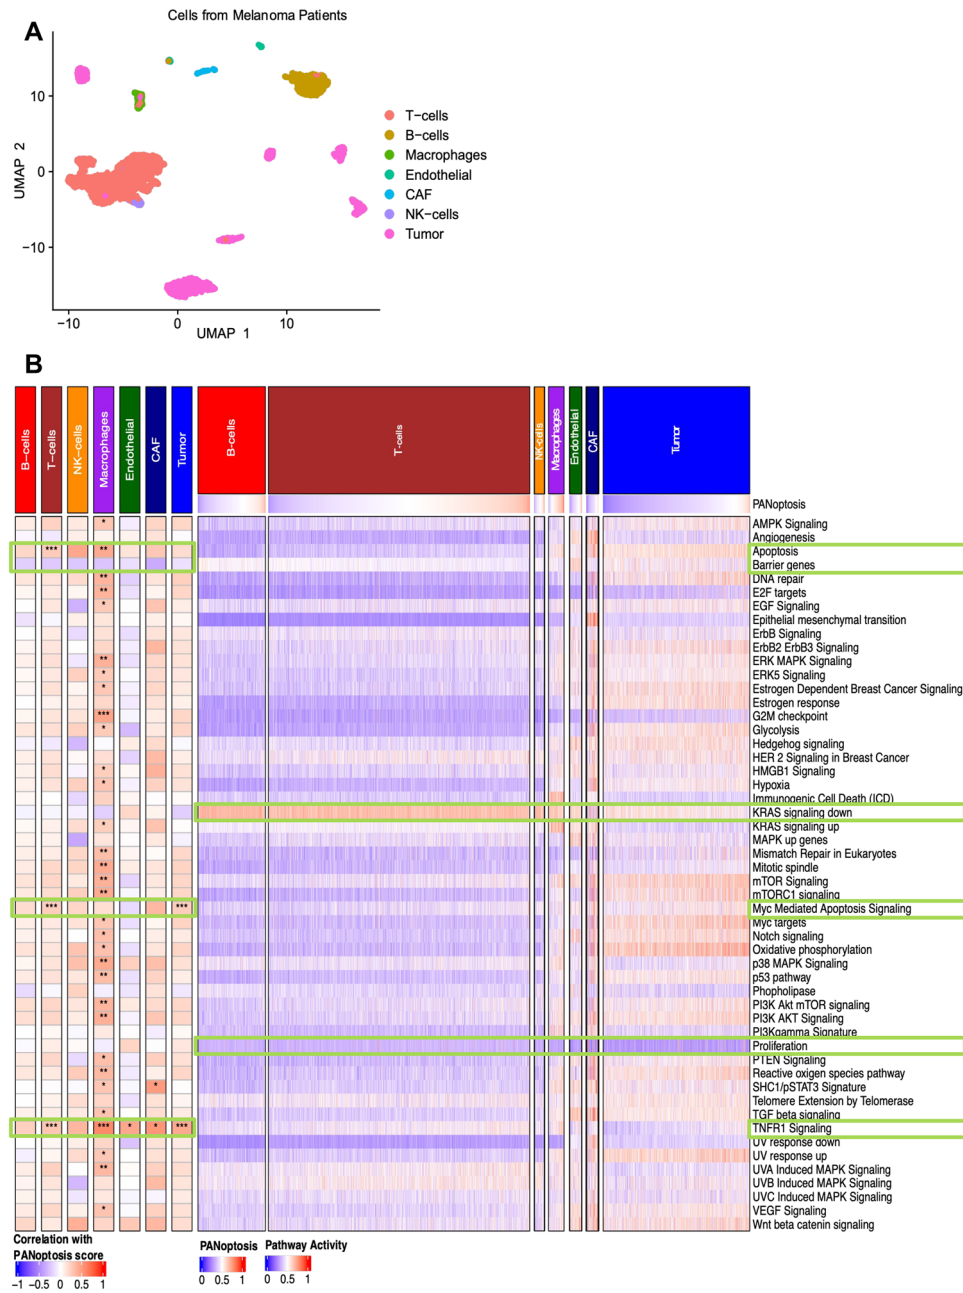 A
Cells from Melanoma Patients
UMAP 2
10
0
−10
−10
0
10
UMAP 1
T−cells
B−cells
Macrophages
Endothelial
CAF
NK−cells
Tumor
B
B−cells
T−cells
NK−cells
Macrophages
Endothelial
CAF
Tumor
B−cells
T−cells
NK−cells
Macrophages
Endothelial
CAF
Tumor
PANoptosis
* AMPK Signaling
Angiogenesis
*** ** Apoptosis
Barrier genes
** DNA repair
** E2F targets
* EGF Signaling
Epithelial mesenchymal transition
ErbB Signaling
ErbB2 ErbB3 Signaling
** ERK MAPK Signaling
* ERK5 Signaling
* Estrogen Dependent Breast Cancer Signaling
Estrogen response
*** G2M checkpoint
* Glycolysis
Hedgehog signaling
HER 2 Signaling in Breast Cancer
* HMGB1 Signaling
* Hypoxia
Immunogenic Cell Death (ICD)
KRAS signaling down
* KRAS signaling up
MAPK up genes
** Mismatch Repair in Eukaryotes
** Mitotic spindle
** mTOR Signaling
** mTORC1 signaling
*** *** Myc Mediated Apoptosis Signaling
* Myc targets
* Notch signaling
* Oxidative phosphorylation
** p38 MAPK Signaling
** p53 pathway
Phopholipase
** PI3K Akt mTOR signaling
** PI3K AKT Signaling
PI3Kgamma Signature
Proliferation
* PTEN Signaling
** Reactive oxigen species pathway
* * SHC1/pSTAT3 Signature
Telomere Extension by Telomerase
* TGF beta signaling
*** *** * * *** TNFR1 Signaling
UV response down
* UV response up
** UVA Induced MAPK Signaling
UVB Induced MAPK Signaling
UVC Induced MAPK Signaling
* VEGF Signaling
Wnt beta catenin signaling
Correlation with
PANoptosis score
−1 −0.5 0 0.5 1
PANoptosis
0 0.5 1
Pathway Activity
0 0.5 1